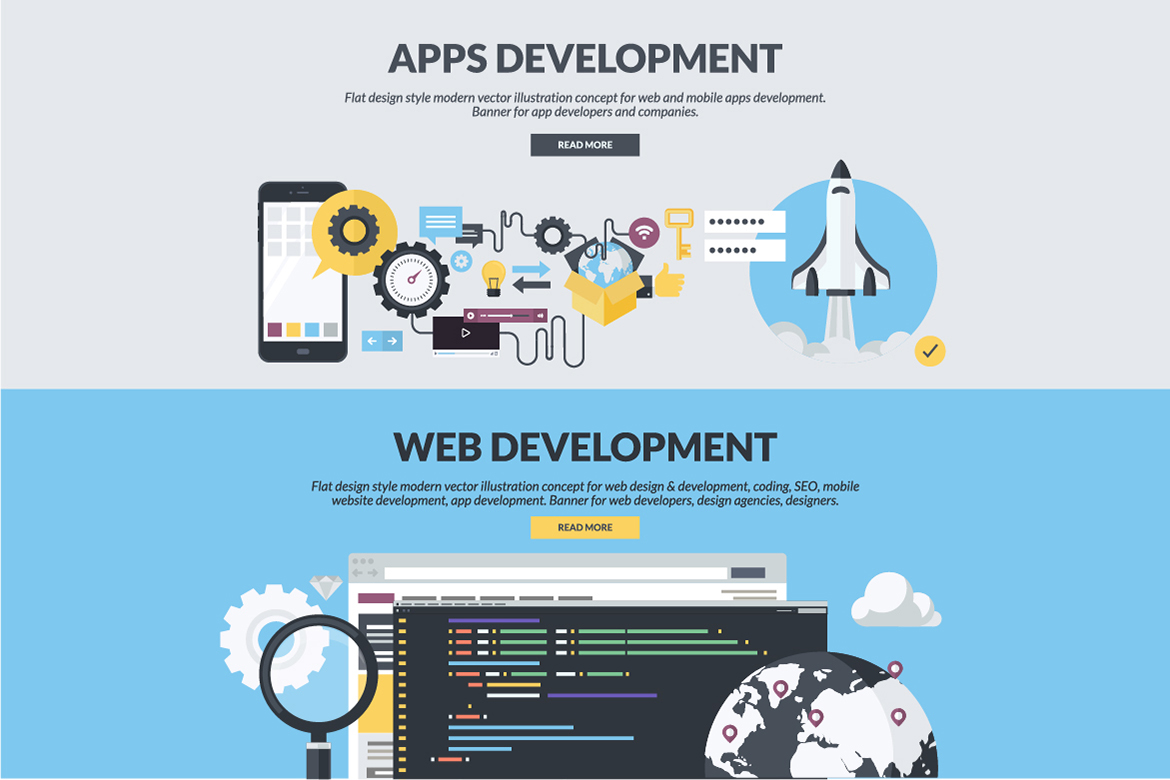 APPS DEVELOPMENT
Flat design style modern vector illustration concept for web and mobile apps development.
Banner for app developers and companies.
READ MORE
WEB DEVELOPMENT
Flat design style modern vector illustration concept for web design & development, coding, SEO, mobile
website development, app development. Banner for web developers, design agencies, designers.
READ MORE